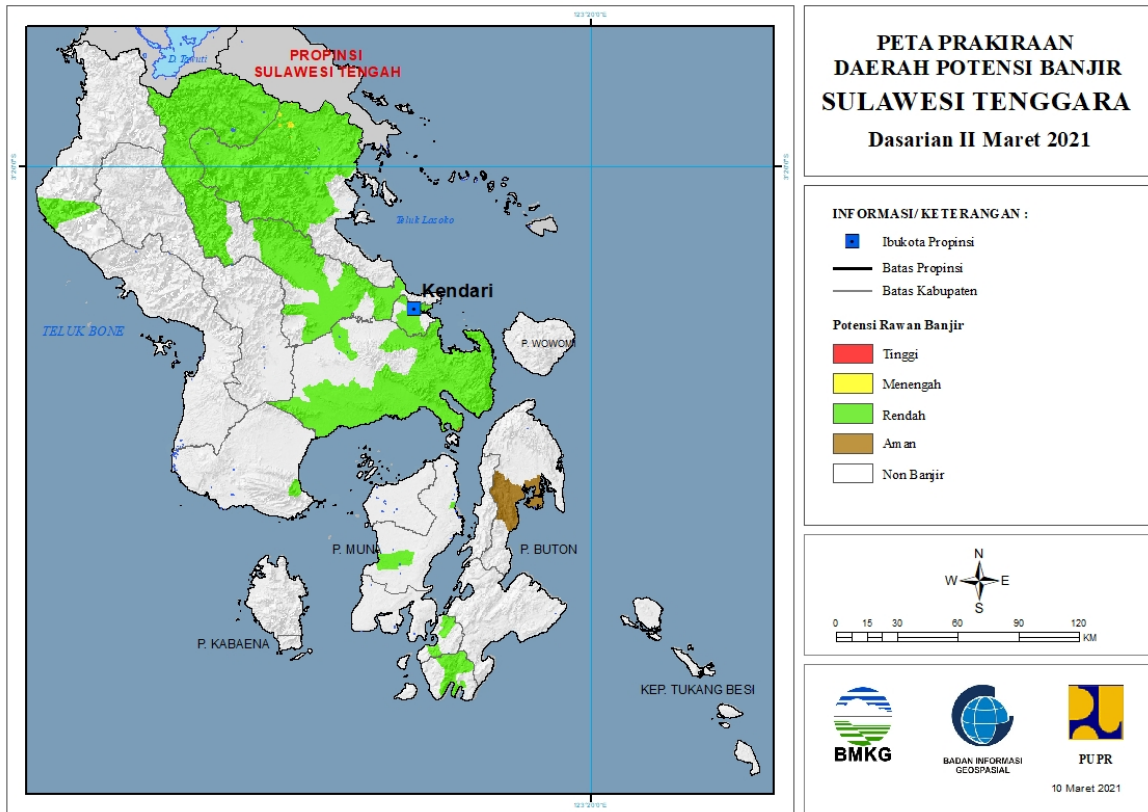 PETA PRAKIRAAN
DAERAH POTENSI BANJIR
SULAWESI TENGGARA
Dasarian II Maret 2021
PROPINSI
SULAWESI TENGAH
Teluk Lasolo
Kendari
TELUK BONE
P. WOWONI
P. MUNA
P. BUTON
P. KABAENA
KEP. TUKANG BESI
INFORMASI/ KETERANGAN :
Ibukota Propinsi
Batas Propinsi
Batas Kabupaten
Potensi Rawan Banjir
Tinggi
Menengah
Rendah
Aman
Non Banjir
N
W E
S
0 15 30 60 90 120
KM
BMKG
BADAN INFORMASI
GEOSPASIAL
PUPR
10 Maret 2021